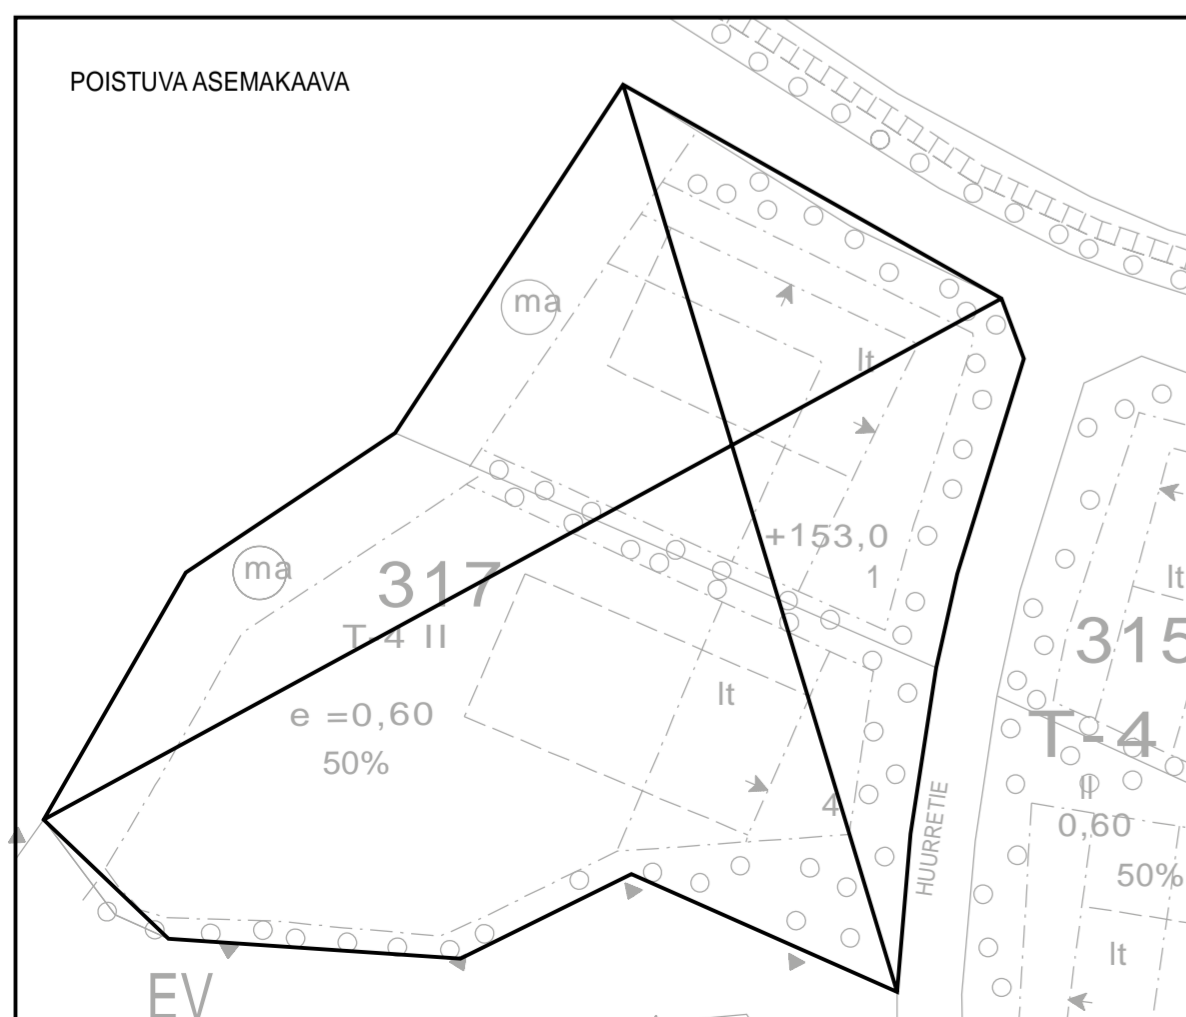 POISTUVA ASEMAKAAVA
ma
lt
+153,0
1
ma
317
T-4 II
lt
e =0,60
50%
4
HUURRETIE
lt
315
T-4
II
0,60
50%
lt
EV